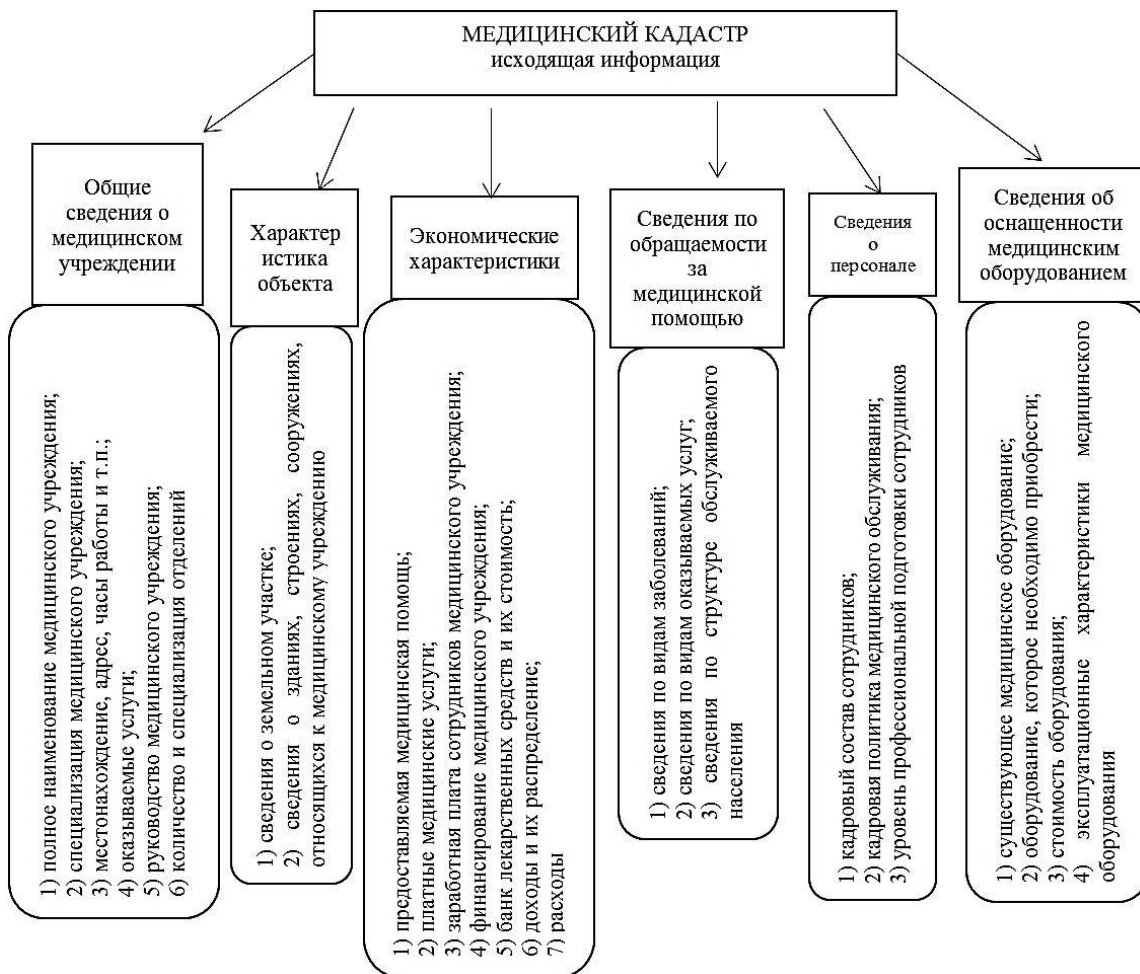 МЕДИЦИНСКИЙ КАДАСТР
исходящая информация
Общие
сведения о
медицинском
учреждении
1) полное наименование медицинского учреждения;
2) специализация медицинского учреждения;
3) местонахождение, адрес, часы работы и т.п.;
4) оказываемые услуги;
5) руководство медицинского учреждения;
6) количество и специализация отделений
Характер
истика
объекта
1) сведения о земельном участке;
2) сведения о зданиях, строениях, сооружениях,
относящихся к медицинскому учреждению
Экономические
характеристики
1) предоставляемая медицинская помощь;
2) платные медицинские услуги;
3) заработная плата сотрудников медицинского учреждения;
4) финансирование медицинского учреждения;
5) банк лекарственных средств и их стоимость;
6) доходы и их распределение;
7) расходы
Сведения по
обращаемости
за
медицинской
помощью
1) сведения по видам заболеваний;
2) сведения по видам оказываемых услуг;
3) сведения по структуре обслуживаемого
населения
Сведения
о
персонале
1) кадровый состав сотрудников;
2) кадровая политика медицинского обслуживания;
3) уровень профессиональной подготовки сотрудников
Сведения об
оснащенности
медицинским
оборудованием
1) существующее медицинское оборудование;
2) оборудование, которое необходимо приобрести;
3) стоимость оборудования;
4) эксплуатационные характеристики медицинского
оборудования